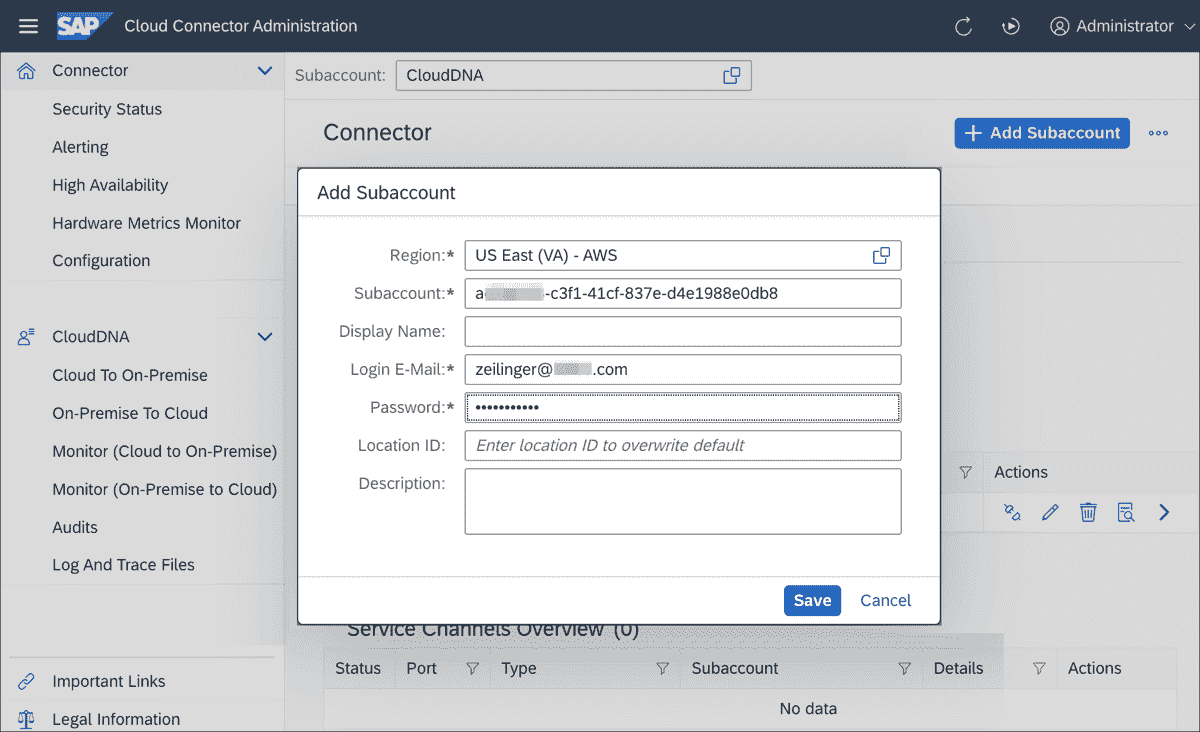 SAP Cloud Connector Administration Administrator
Connector
Security Status
Alerting
High Availability
Hardware Metrics Monitor
Configuration
CloudDNA
Cloud To On-Premise
On-Premise To Cloud
Monitor (Cloud to On-Premise)
Monitor (On-Premise to Cloud)
Audits
Log And Trace Files
Important Links
Legal Information
Subaccount: CloudDNA
Connector
Add Subaccount
Add Subaccount
Region:* US East (VA) - AWS
Subaccount:* a -c3f1-41cf-837e-d4e1988e0db8
Display Name:
Login E-Mail:* zeilinger@ .com
Password:* •••••••••••
Location ID: Enter location ID to overwrite default
Description:
Save Cancel
Actions
Service Channels Overview (0)
Status Port Type Subaccount Details Actions
No data